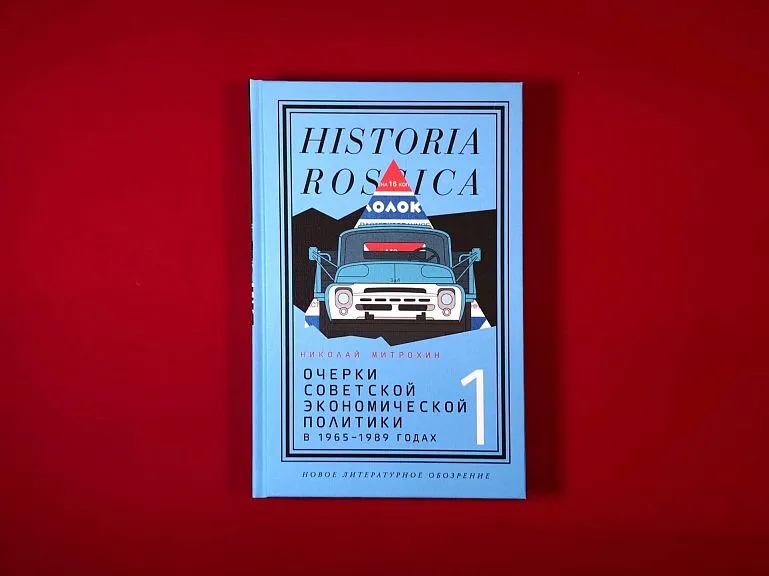 HISTORIA
ROSSICA
НА 16 КОП
ОЛОК
ЗИЛ
НИКОЛАЙ МИТРОХИН
ОЧЕРКИ
СОВЕТСКОЙ
ЭКОНОМИЧЕСКОЙ
ПОЛИТИКИ
В 1965–1989 ГОДАХ
1
НОВОЕ ЛИТЕРАТУРНОЕ ОБОЗРЕНИЕ